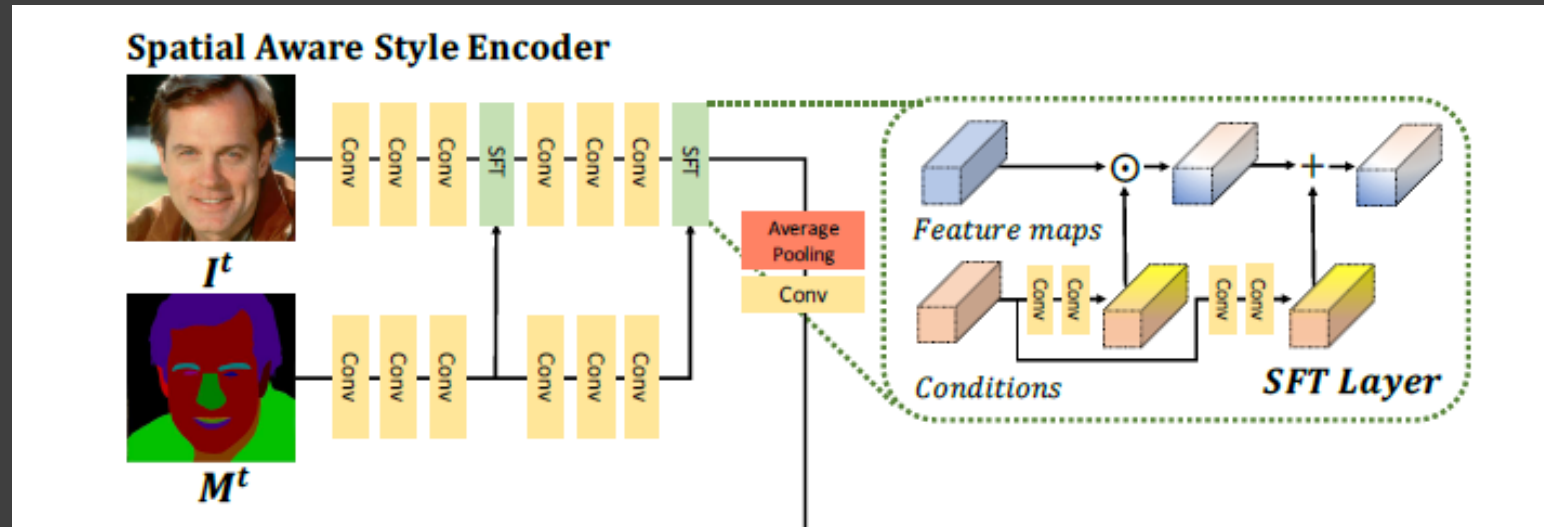 Spatial Aware Style Encoder
Conv
Conv
Conv
SFT
Conv
Conv
Conv
SFT
I^t
Average
Pooling
Conv
Conv
Conv
Conv
Conv
Conv
Conv
M^t
⊙
+
Feature maps
Conv
Conv
Conv
Conv
Conditions
SFT Layer